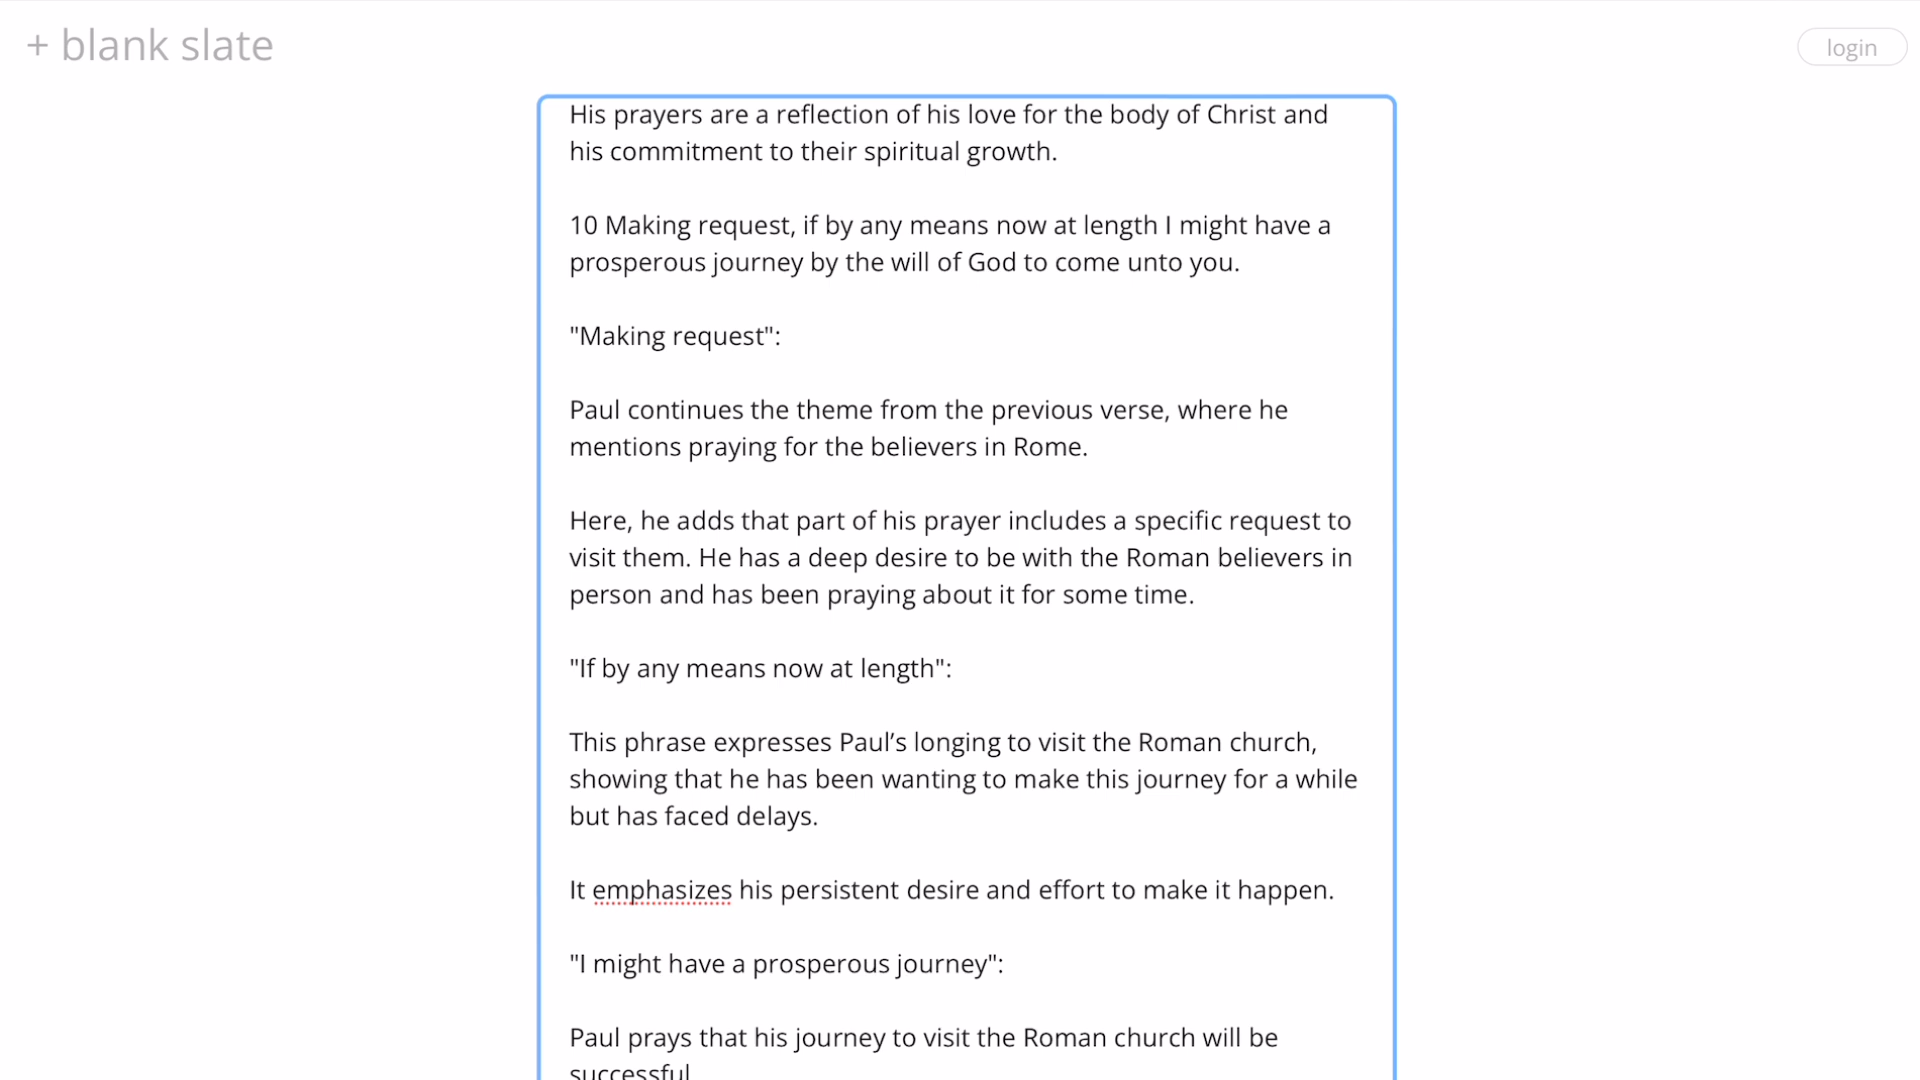 + blank slate
login
His prayers are a reflection of his love for the body of Christ and
his commitment to their spiritual growth.
10 Making request, if by any means now at length I might have a
prosperous journey by the will of God to come unto you.
"Making request":
Paul continues the theme from the previous verse, where he
mentions praying for the believers in Rome.
Here, he adds that part of his prayer includes a specific request to
visit them. He has a deep desire to be with the Roman believers in
person and has been praying about it for some time.
"If by any means now at length":
This phrase expresses Paul’s longing to visit the Roman church,
showing that he has been wanting to make this journey for a while
but has faced delays.
It emphasizes his persistent desire and effort to make it happen.
"I might have a prosperous journey":
Paul prays that his journey to visit the Roman church will be
successful